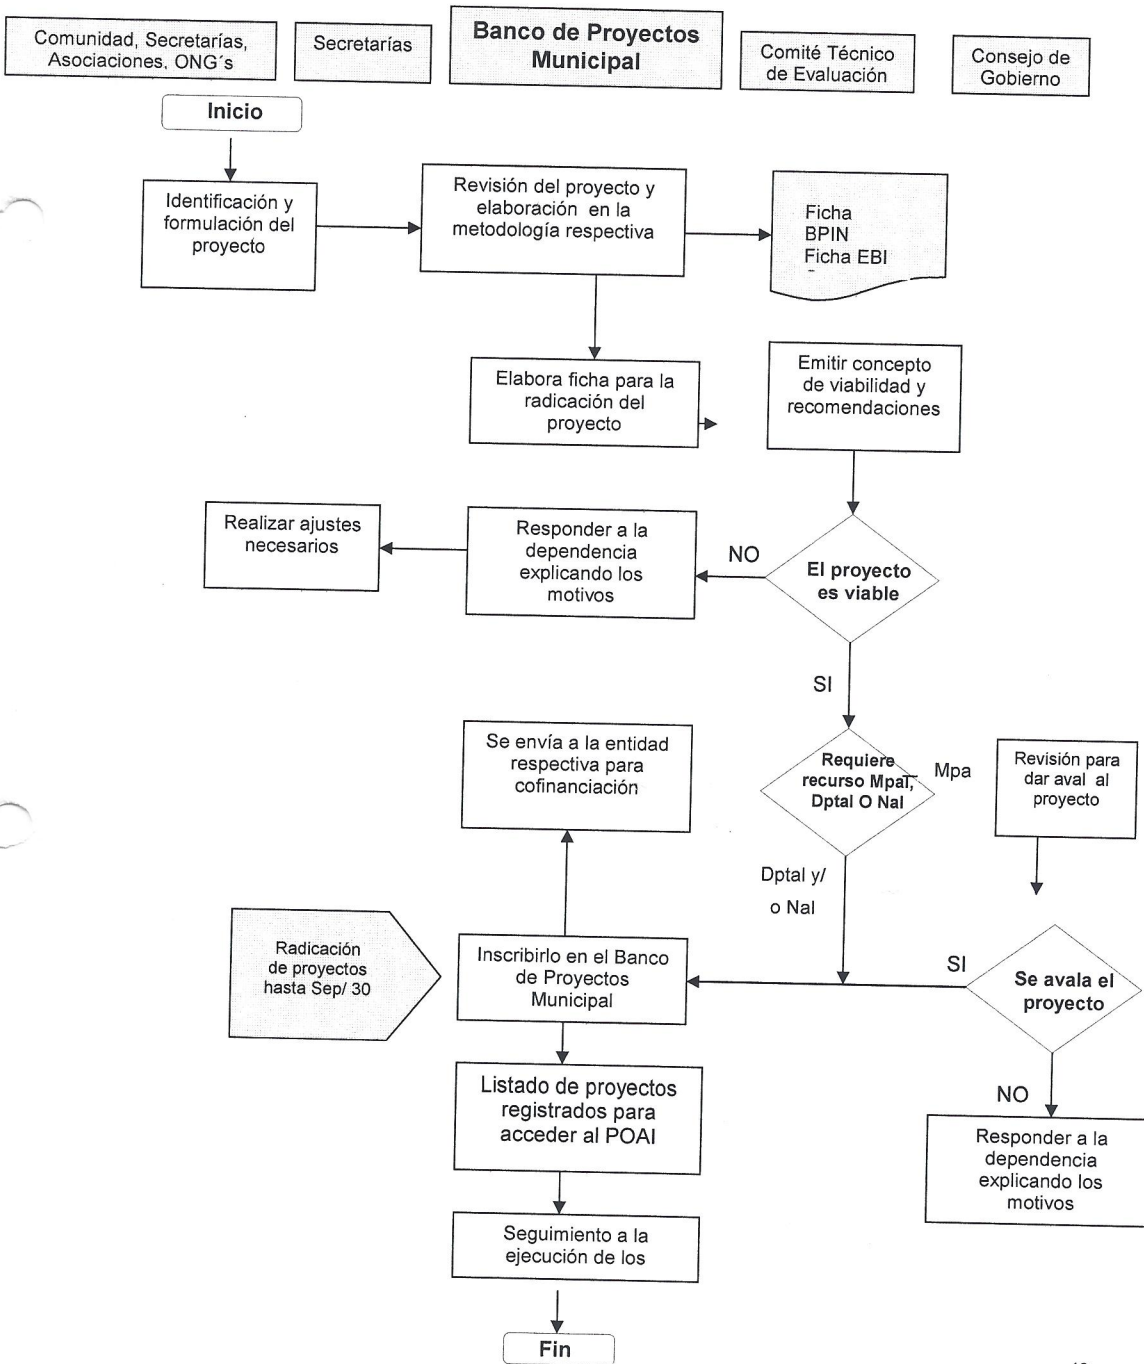 Comunidad, Secretarías,
Asociaciones, ONG´s
Secretarías
Banco de Proyectos
Municipal
Comité Técnico
de Evaluación
Consejo de
Gobierno
Inicio
Identificación y
formulación del
proyecto
Revisión del proyecto y
elaboración en la
metodología respectiva
Ficha
BPIN
Ficha EBI
Elabora ficha para la
radicación del
proyecto
Emitir concepto
de viabilidad y
recomendaciones
Realizar ajustes
necesarios
Responder a la
dependencia
explicando los
motivos
NO
El proyecto
es viable
SI
Se envía a la entidad
respectiva para
cofinanciación
Requiere
recurso Mpal,
Dptal O Nal
Mpa
Revisión para
dar aval al
proyecto
Dptal y/
o Nal
Radicación
de proyectos
hasta Sep/ 30
Inscribirlo en el Banco
de Proyectos
Municipal
SI
Se avala el
proyecto
NO
Listado de proyectos
registrados para
acceder al POAI
Responder a la
dependencia
explicando los
motivos
Seguimiento a la
ejecución de los
Fin